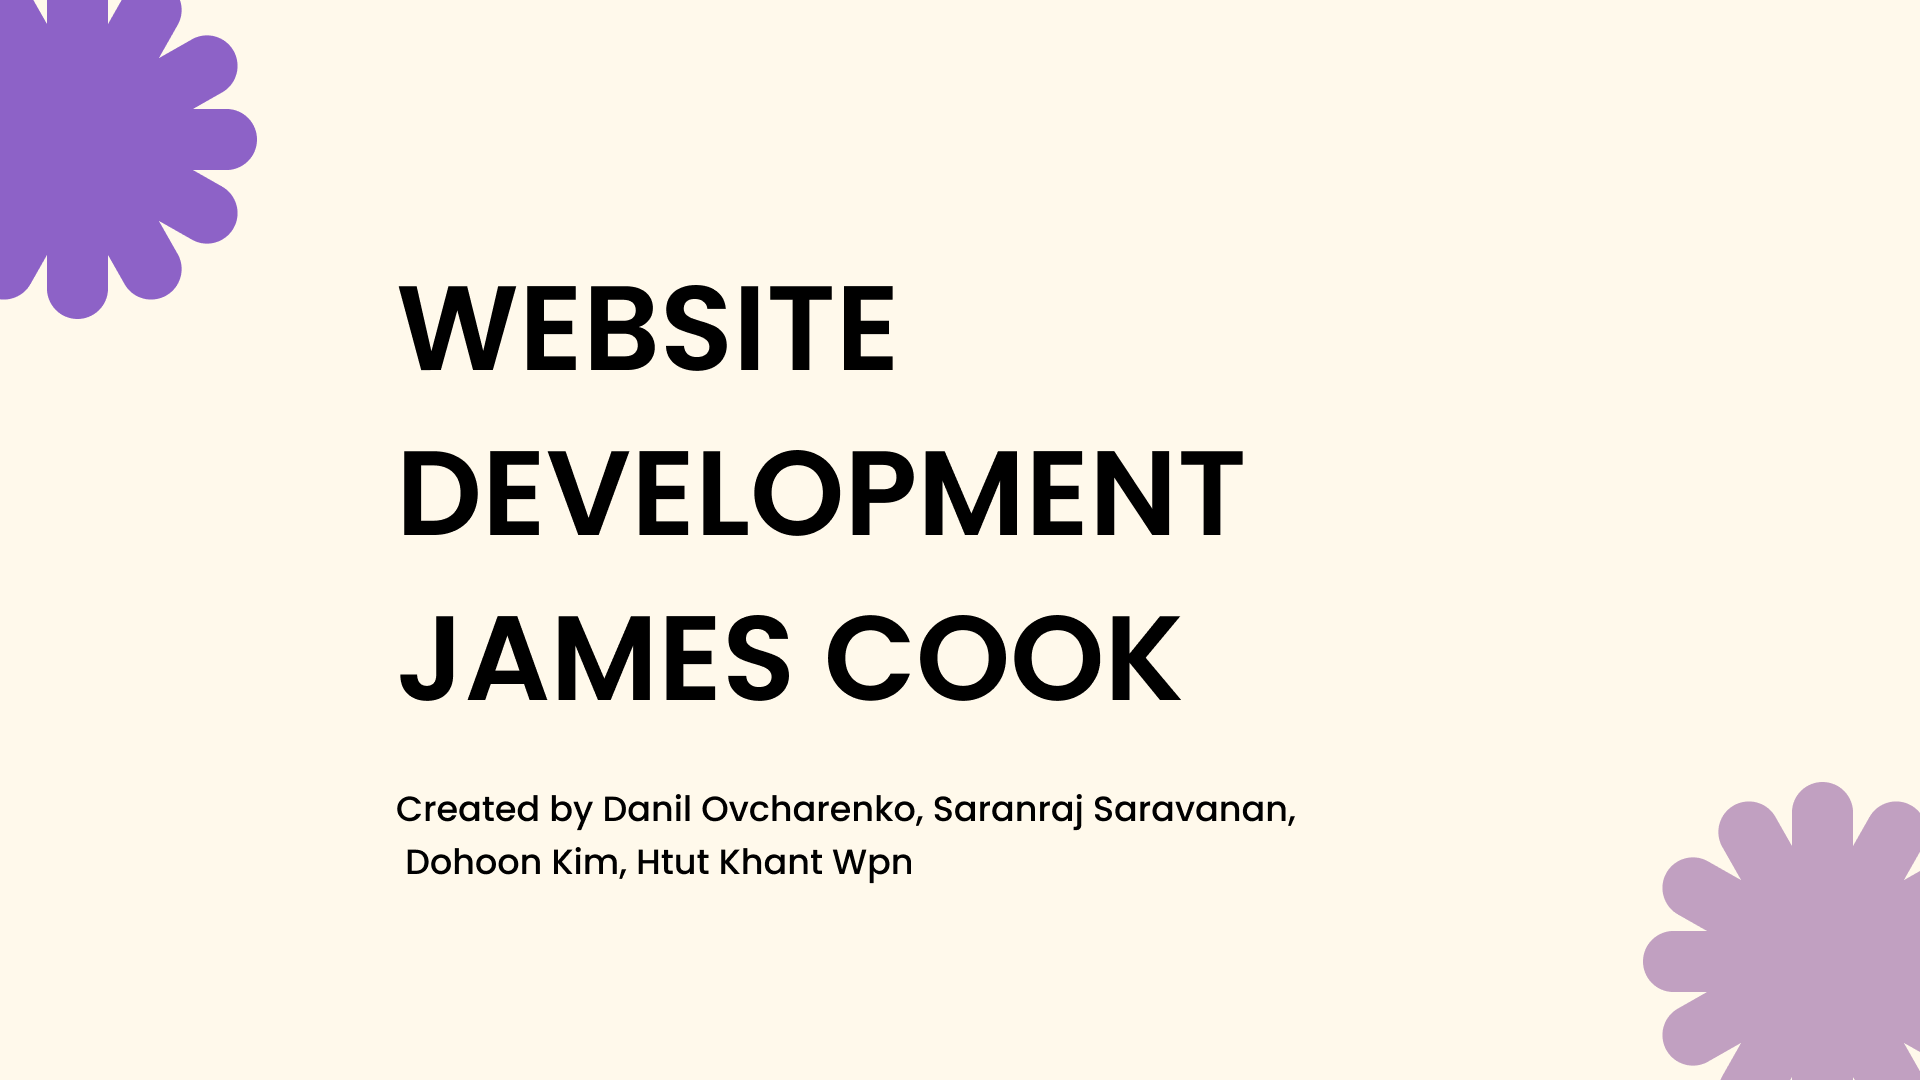 WEBSITE
DEVELOPMENT
JAMES COOK
Created by Danil Ovcharenko, Saranraj Saravanan,
Dohoon Kim, Htut Khant Wpn